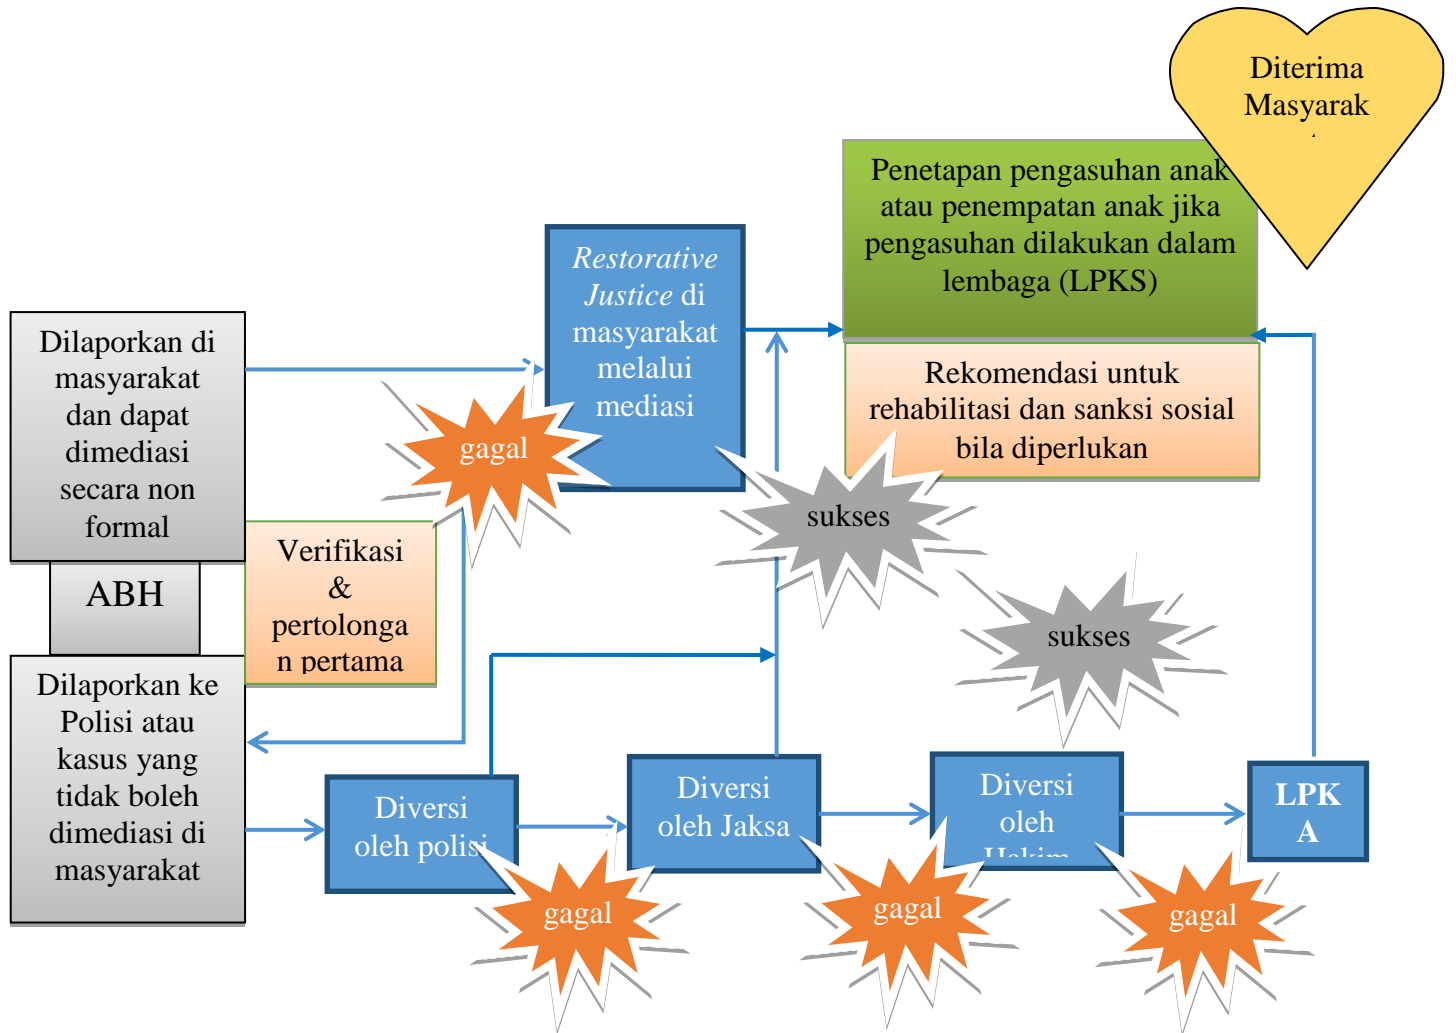 Diterima
Masyarak
Penetapan pengasuhan anak
atau penempatan anak jika
pengasuhan dilakukan dalam
lembaga (LPKS)
Restorative
Justice di
masyarakat
melalui
mediasi
Dilaporkan di
masyarakat
dan dapat
dimediasi
secara non
formal
Rekomendasi untuk
rehabilitasi dan sanksi sosial
bila diperlukan
gagal
sukses
Verifikasi
&
pertolonga
n pertama
ABH
sukses
Dilaporkan ke
Polisi atau
kasus yang
tidak boleh
dimediasi di
masyarakat
Diversi
oleh polisi
Diversi
oleh Jaksa
Diversi
oleh
Hakim
LPK
A
gagal
gagal
gagal